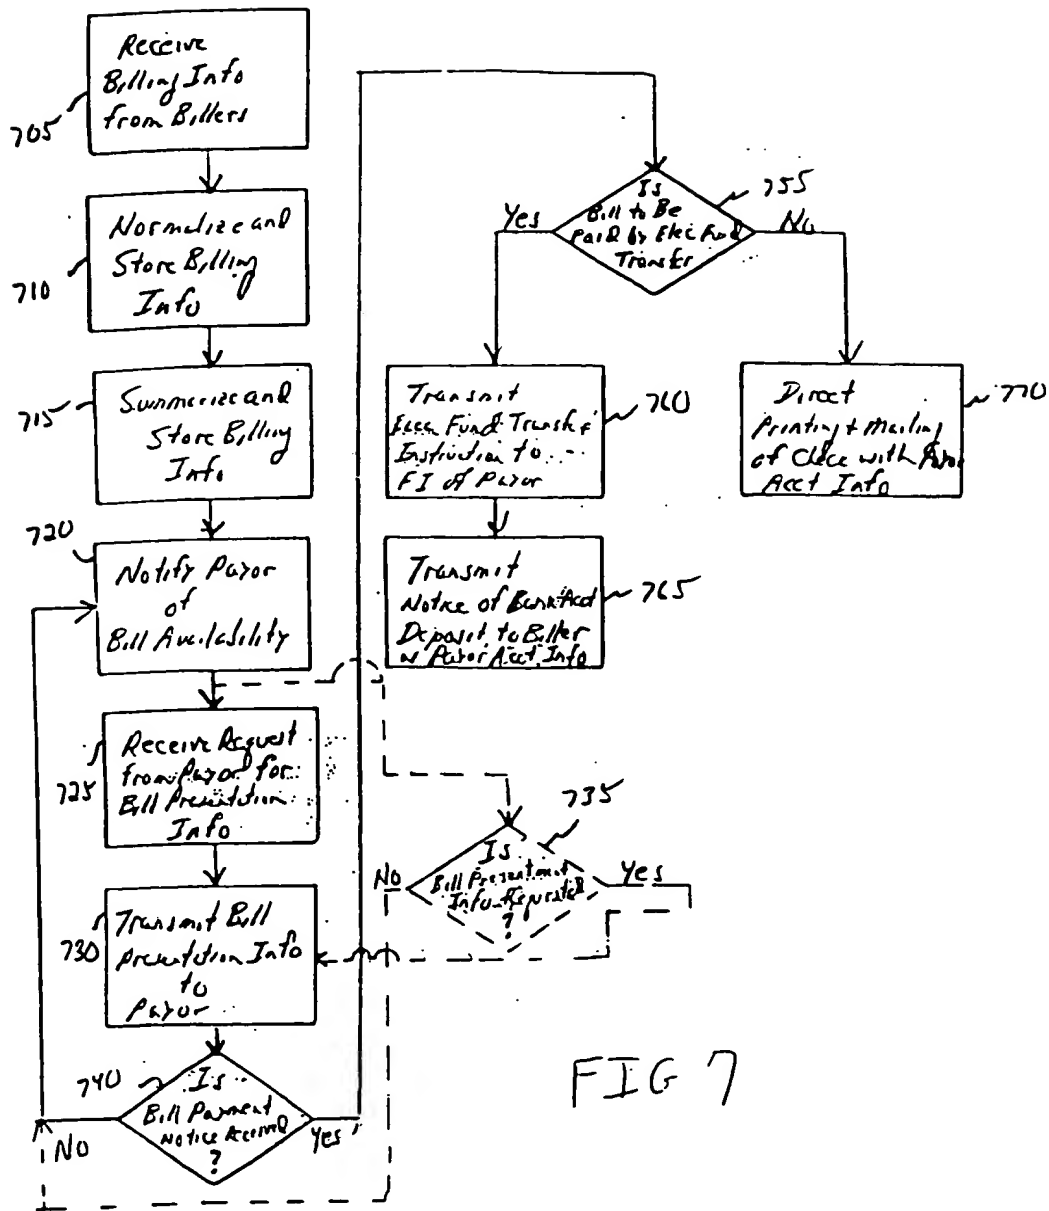 Receive
Billing Info
from Billers
705
Normalize and
Store Billing
Info
710
Summarize and
Store Billing
Info
715
720
Notify Payor
of
Bill Availability
Receive Request
from Payor for
Bill Presentation
Info
725
Transmit Bill
Presentation Info
to
Payor
730
740
Is
Bill Payment
Notice Received
?
No
Yes
Is
Bill to Be
Paid by Elec Fund
Transfer
755
Yes
No
Transmit
Elec Fund Transfer
Instruction to
FI of Payor
760
Direct
Printing & Mailing
of Check with Payor
Acct Info
770
Transmit
Notice of Bank Acct
Deposit to Biller
w Payor Acct Info
765
735
Is
Bill Presentment
Info Requested
?
No
Yes
FIG 7